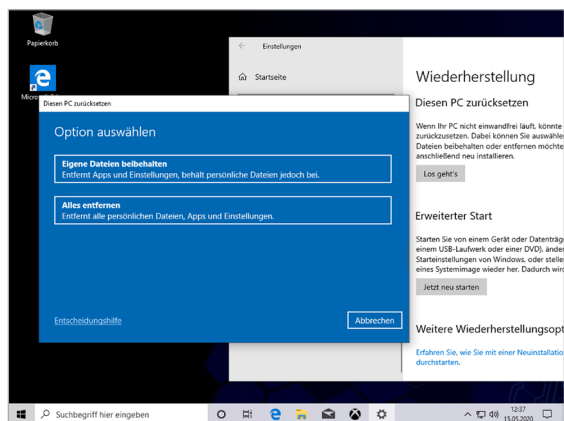 Papierkorb
Einstellungen
Startseite
Wiederherstellung
Diesen PC zurücksetzen
Wenn Ihr PC nicht einwandfrei läuft, könnte
zurückzusetzen. Dabei können Sie auswähle
Dateien beibehalten oder entfernen möchte
anschließend neu installieren.
Los geht's
Erweiterter Start
Starten Sie von einem Gerät oder Datenträg
einem USB-Laufwerk oder einer DVD), änder
Starteinstellungen von Windows, oder stelle
eines Systemimage wieder her. Dadurch wird
Jetzt neu starten
Weitere Wiederherstellungsopt
Erfahren Sie, wie Sie mit einer Neuinstallatio
durchstarten.
Diesen PC zurücksetzen
Option auswählen
Eigene Dateien beibehalten
Entfernt Apps und Einstellungen, behält persönliche Dateien jedoch bei.
Alles entfernen
Entfernt alle persönlichen Dateien, Apps und Einstellungen.
Entscheidungshilfe
Abbrechen
Suchbegriff hier eingeben
12:37
15.05.2020